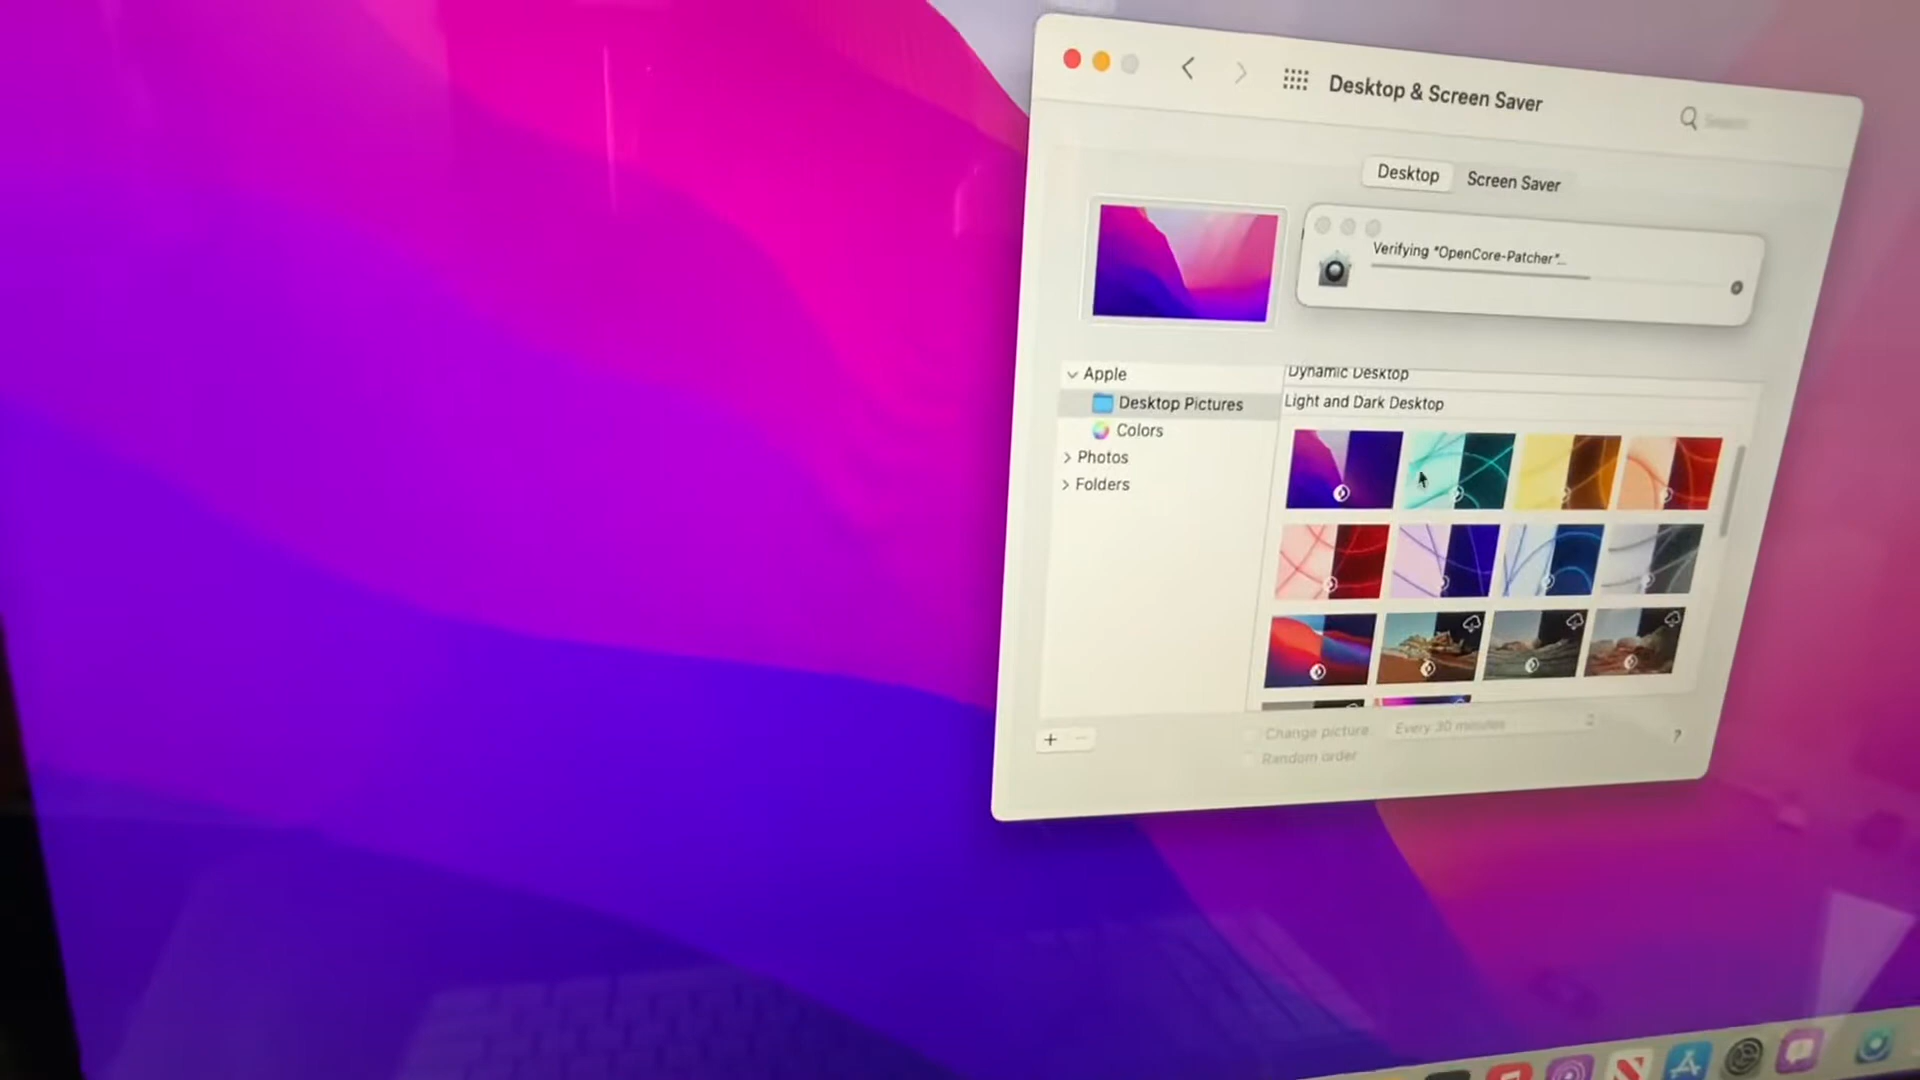 Desktop & Screen Saver
Search
Desktop
Screen Saver
Verifying "OpenCore-Patcher"...
Apple
Desktop Pictures
Colors
Photos
Folders
Dynamic Desktop
Light and Dark Desktop
+
Change picture:
Every 30 minutes
?
Random order